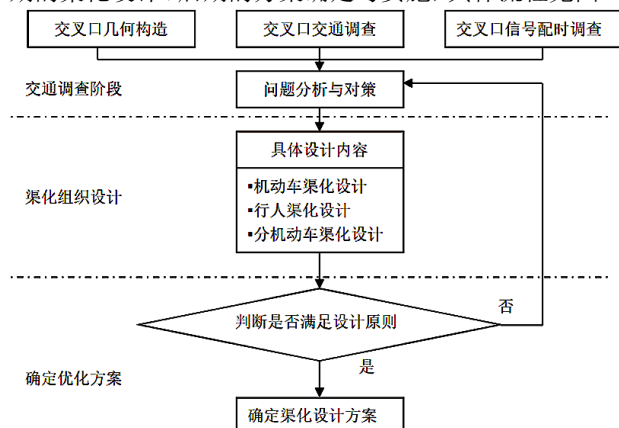 交叉口几何构造
交叉口交通调查
交叉口信号配时调查
交通调查阶段
问题分析与对策
具体设计内容
渠化组织设计
▪机动车渠化设计
▪行人渠化设计
▪分机动车渠化设计
判断是否满足设计原则
否
是
确定优化方案
确定渠化设计方案